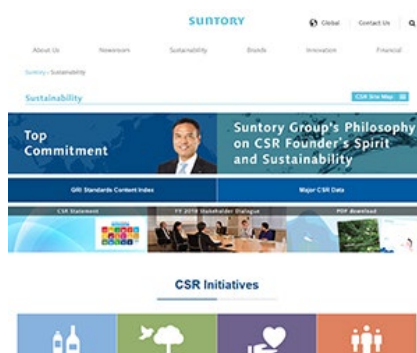 SUNTORY
Global Contact Us
About Us Newsroom Sustainability Brands Innovation Financial
Suntory > Sustainability
Sustainability
CSR Site Map
Top
Commitment
Suntory Group's Philosophy
on CSR Founder's Spirit
and Sustainability
GRI Standards Content Index
Major CSR Data
CSR Statement
FY 2018 Stakeholder Dialogue
PDF download
CSR Initiatives